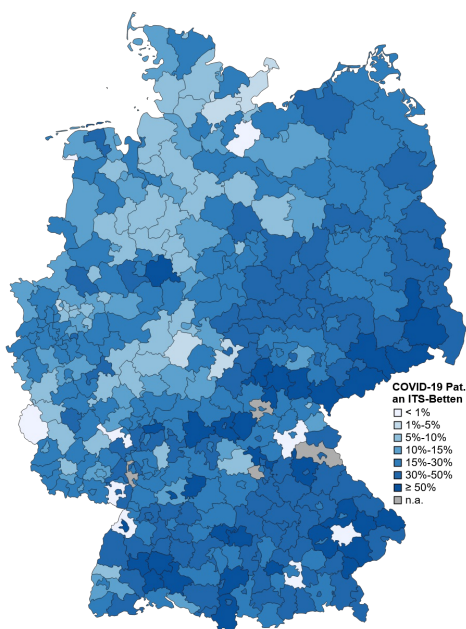 COVID-19 Pat.
an ITS-Betten
< 1%
1%-5%
5%-10%
10%-15%
15%-30%
30%-50%
≥ 50%
n.a.